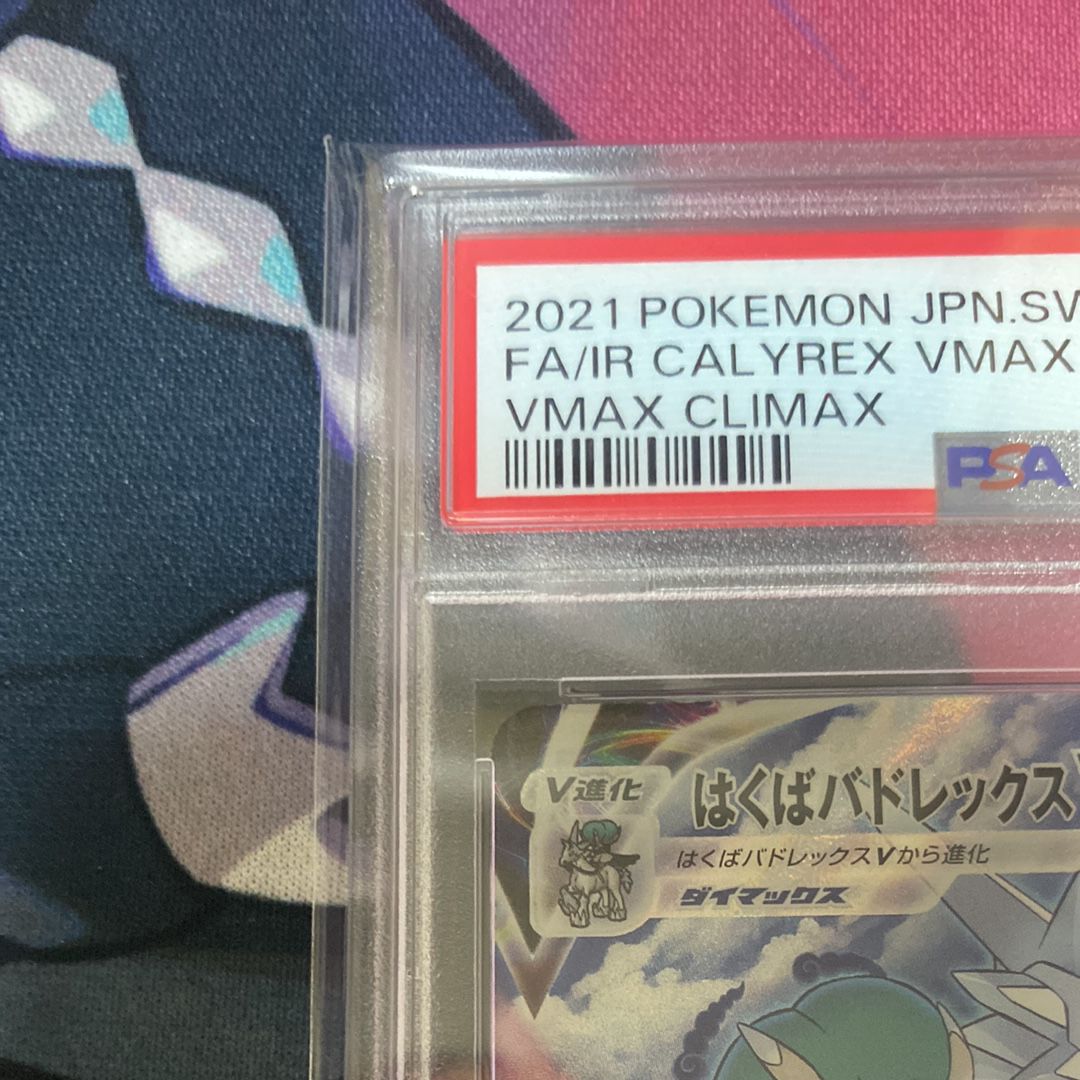 2021 POKEMON JPN.SW
FA/IR CALYREX VMAX
VMAX CLIMAX
PSA
V進化
はくばバドレックス
はくばバドレックスVから進化
ダイマックス